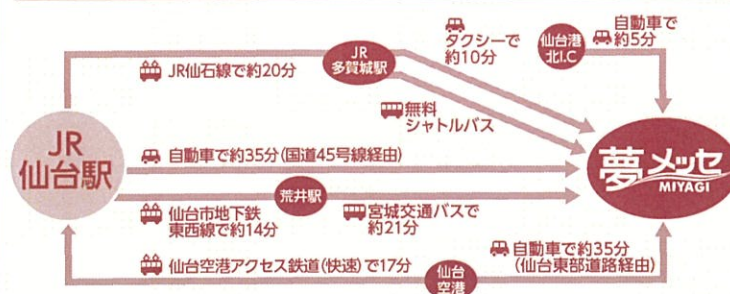 JR
仙台駅
JR仙石線で約20分
JR
多賀城駅
タクシーで
約10分
無料
シャトルバス
仙台港
北I.C
自動車で
約5分
自動車で約35分(国道45号線経由)
仙台市地下鉄
東西線で約14分
荒井駅
宮城交通バスで
約21分
仙台空港アクセス鉄道(快速)で17分
仙台
空港
自動車で約35分
(仙台東部道路経由)
夢メッセ
MIYAGI